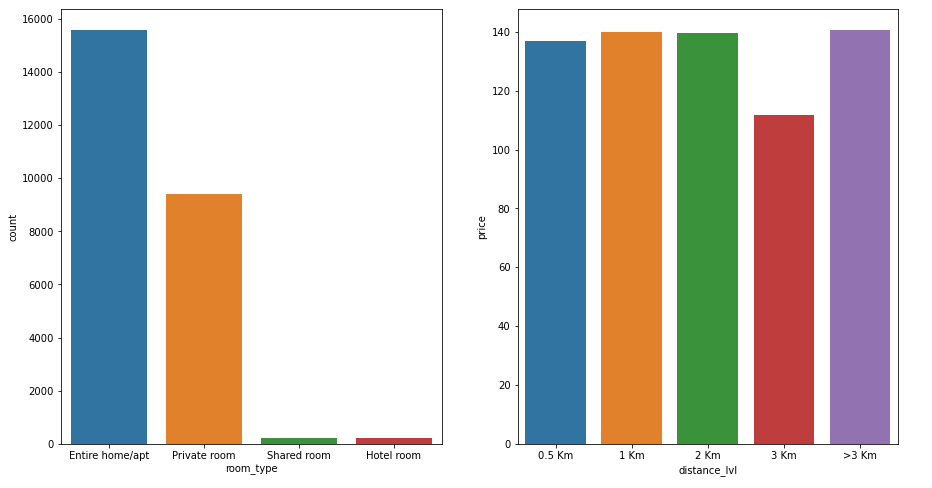 16000
14000
12000
10000
8000
6000
4000
2000
0
count
Entire home/apt Private room Shared room Hotel room
room_type
140
120
100
80
60
40
20
0
price
0.5 Km 1 Km 2 Km 3 Km >3 Km
distance_lvl